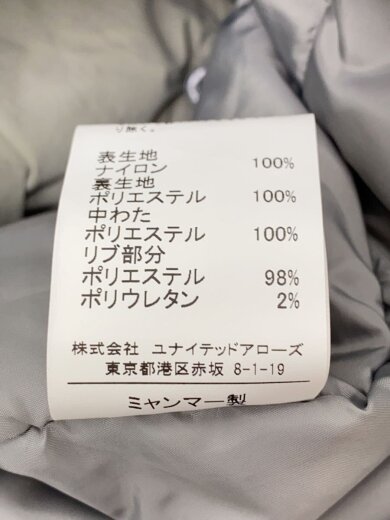 り除く。
表生地
ナイロン 100%
裏生地
ポリエステル 100%
中わた
ポリエステル 100%
リブ部分
ポリエステル 98%
ポリウレタン 2%
株式会社 ユナイテッドアローズ
東京都港区赤坂 8-1-19
ミャンマー製